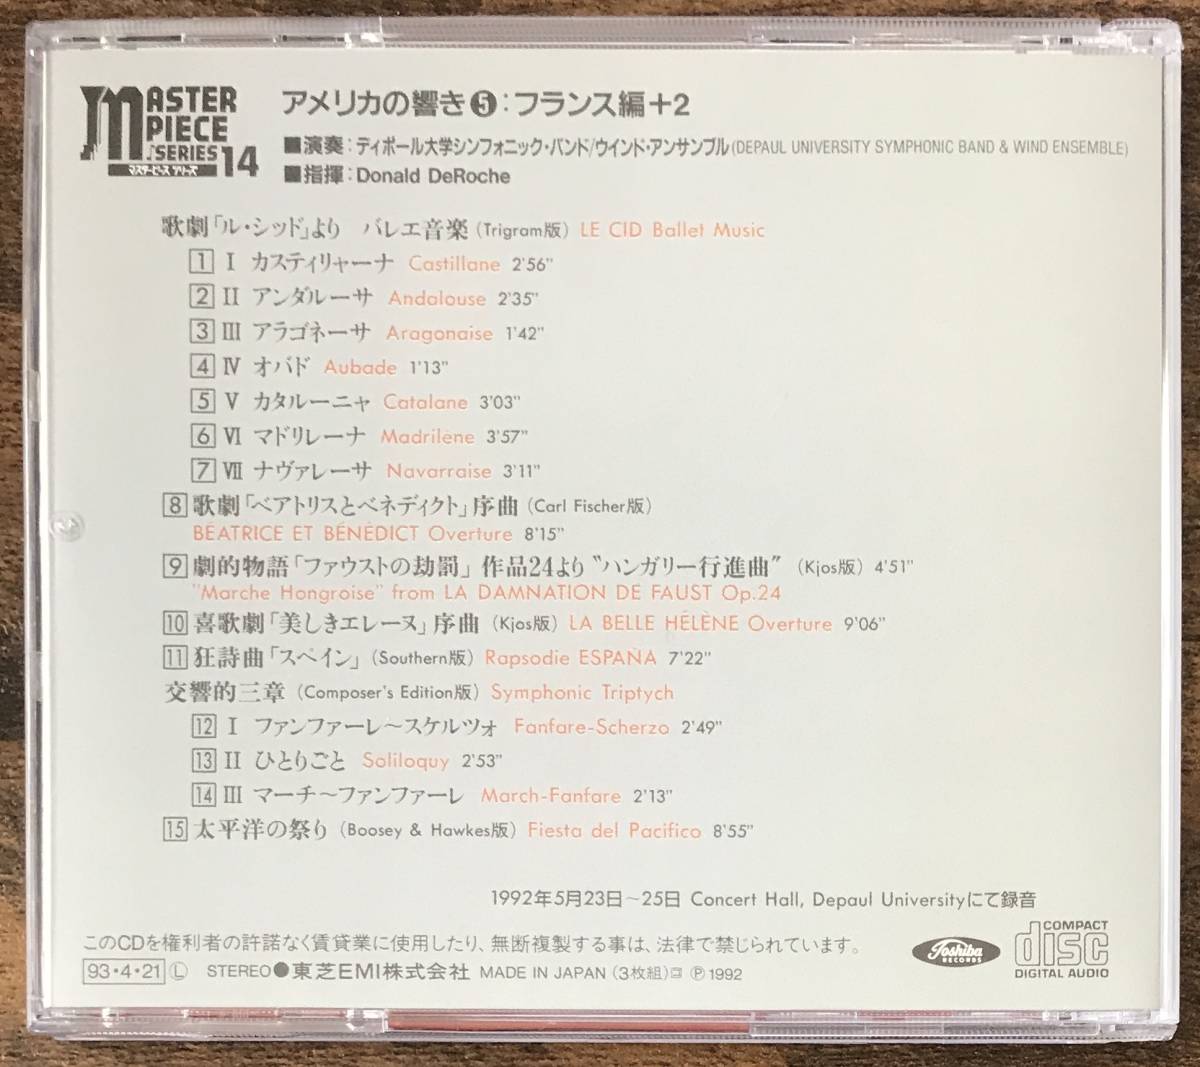 MASTER PIECE SERIES 14
マスターピース シリーズ
アメリカの響き❺:フランス編+2
■演奏:ディポール大学シンフォニック・バンド/ウインド・アンサンブル(DEPAUL UNIVERSITY SYMPHONIC BAND & WIND ENSEMBLE)
■指揮:Donald DeRoche
歌劇「ル・シッド」より バレエ音楽(Trigram版) LE CID Ballet Music
1 I カスティリャーナ Castillane 2'56"
2 II アンダルーサ Andalouse 2'35"
3 III アラゴネーサ Aragonaise 1'42"
4 IV オバド Aubade 1'13"
5 V カタルーニャ Catalane 3'03"
6 VI マドリレーナ Madrilène 3'57"
7 VII ナヴァレーサ Navarraise 3'11"
8 歌劇「ベアトリスとベネディクト」序曲(Carl Fischer版)
BÉATRICE ET BÉNÉDICT Overture 8'15"
9 劇的物語「ファウストの劫罰」作品24より"ハンガリー行進曲"(Kjos版) 4'51"
"Marche Hongroise" from LA DAMNATION DE FAUST Op.24
10 喜歌劇「美しきエレーヌ」序曲(Kjos版) LA BELLE HÉLÈNE Overture 9'06"
11 狂詩曲「スペイン」(Southern版) Rapsodie ESPAÑA 7'22"
交響的三章(Composer's Edition版) Symphonic Triptych
12 I ファンファーレ〜スケルツォ Fanfare-Scherzo 2'49"
13 II ひとりごと Soliloquy 2'53"
14 III マーチ〜ファンファーレ March-Fanfare 2'13"
15 太平洋の祭り(Boosey & Hawkes版) Fiesta del Pacifico 8'55"
1992年5月23日〜25日 Concert Hall, Depaul Universityにて録音
このCDを権利者の許諾なく賃貸業に使用したり、無断複製する事は、法律で禁じられています。
93・4・21 Ⓛ STEREO●東芝EMI株式会社 MADE IN JAPAN (3枚組) ℗ 1992
Toshiba RECORDS
COMPACT disc DIGITAL AUDIO